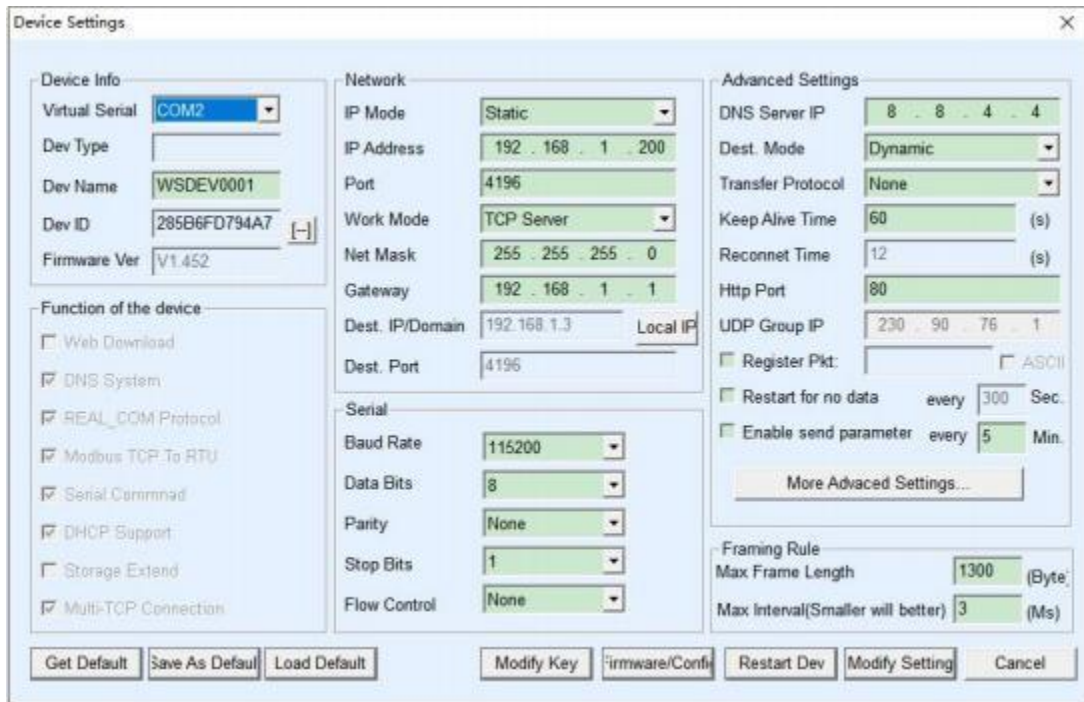 Device Settings
Device Info
Virtual Serial COM2
Dev Type
Dev Name WSDEV0001
Dev ID 285B6FD794A7 [--]
Firmware Ver V1.452
Function of the device
Web Download
DNS System
REAL_COM Protocol
Modbus TCP To RTU
Serial Commnad
DHCP Support
Storage Extend
Multi-TCP Connection
Network
IP Mode Static
IP Address 192 . 168 . 1 . 200
Port 4196
Work Mode TCP Server
Net Mask 255 . 255 . 255 . 0
Gateway 192 . 168 . 1 . 1
Dest. IP/Domain 192.168.1.3 Local IP
Dest. Port 4196
Serial
Baud Rate 115200
Data Bits 8
Parity None
Stop Bits 1
Flow Control None
Advanced Settings
DNS Server IP 8 . 8 . 4 . 4
Dest. Mode Dynamic
Transfer Protocol None
Keep Alive Time 60 (s)
Reconnet Time 12 (s)
Http Port 80
UDP Group IP 230 . 90 . 76 . 1
Register Pkt: ASCII
Restart for no data every 300 Sec.
Enable send parameter every 5 Min.
More Advaced Settings...
Framing Rule
Max Frame Length 1300 (Byte)
Max Interval(Smaller will better) 3 (Ms)
Get Default Save As Defaul Load Default Modify Key Firmware/Confi Restart Dev Modify Setting Cancel